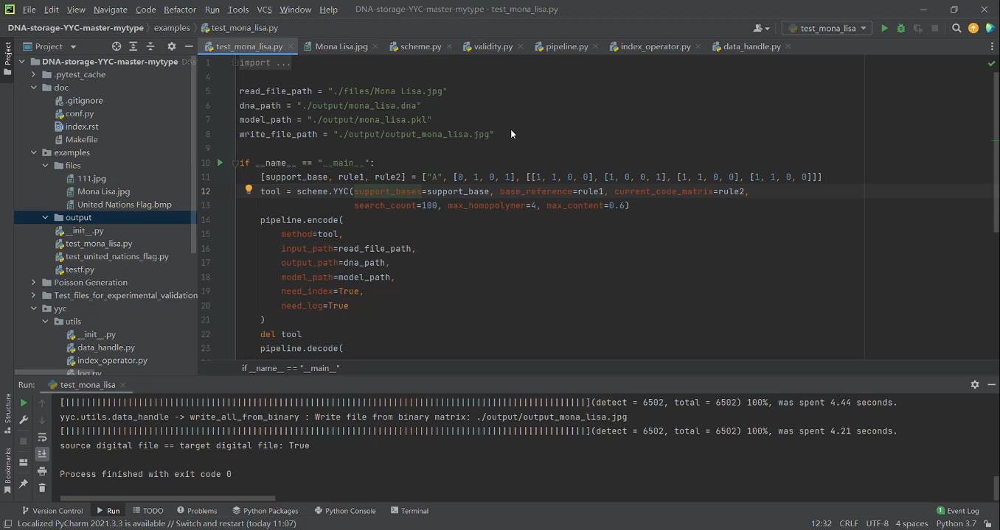 PC File Edit View Navigate Code Refactor Run Tools VCS Window Help DNA-storage-YYC-master-mytype - test_mona_lisa.py
DNA-storage-YYC-master-mytype examples test_mona_lisa.py test_mona_lisa
Project
Project
test_mona_lisa.py Mona Lisa.jpg scheme.py validity.py pipeline.py index_operator.py data_handle.py
DNA-storage-YYC-master-mytype
.pytest_cache
doc
.gitignore
conf.py
index.rst
Makefile
examples
files
111.jpg
Mona Lisa.jpg
United Nations Flag.bmp
output
__init__.py
test_mona_lisa.py
test_united_nations_flag.py
testf.py
Poisson Generation
Test_files_for_experimental_validation
yyc
utils
__init__.py
data_handle.py
index_operator.py
log.py
1 import ...
4
5 read_file_path = "./files/Mona Lisa.jpg"
6 dna_path = "./output/mona_lisa.dna"
7 model_path = "./output/mona_lisa.pkl"
8 write_file_path = "./output/output_mona_lisa.jpg"
9
10 if __name__ == "__main__":
11 [support_base, rule1, rule2] = ["A", [0, 1, 0, 1], [[1, 1, 0, 0], [1, 0, 0, 1], [1, 1, 0, 0], [1, 1, 0, 0]]]
12 tool = scheme.YYC(support_bases=support_base, base_reference=rule1, current_code_matrix=rule2,
13 search_count=100, max_homopolymer=4, max_content=0.6)
14 pipeline.encode(
15 method=tool,
16 input_path=read_file_path,
17 output_path=dna_path,
18 model_path=model_path,
19 need_index=True,
20 need_log=True
21 )
22 del tool
23 pipeline.decode(
if __name__ == "__main__"
Run: test_mona_lisa
[||||||||||||||||||||||||||||||||||||||||||||||||||||||||||||||||||||||||||||||||||||||||||||||||||||](detect = 6502, total = 6502) 100%, was spent 4.44 seconds.
yyc.utils.data_handle -> write_all_from_binary : Write file from binary matrix: ./output/output_mona_lisa.jpg
[||||||||||||||||||||||||||||||||||||||||||||||||||||||||||||||||||||||||||||||||||||||||||||||||||||](detect = 6502, total = 6502) 100%, was spent 4.21 seconds.
source digital file == target digital file: True
Process finished with exit code 0
Structure
Bookmarks
Version Control Run TODO Problems Python Packages Python Console Terminal 1 Event Log
Localized PyCharm 2021.3.3 is available // Switch and restart (today 11:07) 12:32 CRLF UTF-8 4 spaces Python 3.7